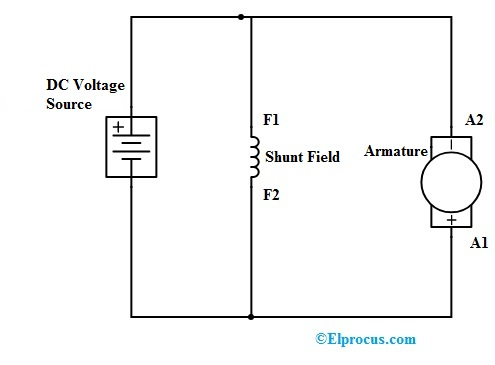 DC Voltage
Source
+
F1
Shunt Field
F2
A2
Armature
+
A1
©Elprocus.com